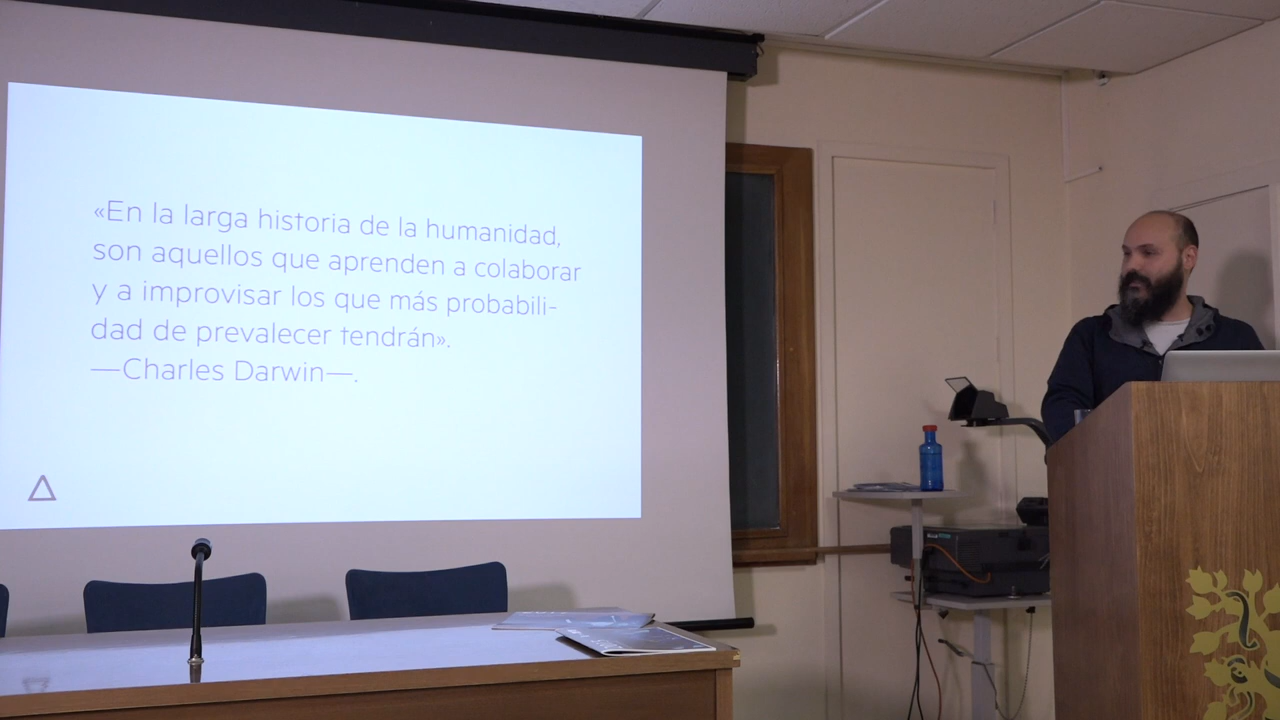 «En la larga historia de la humanidad,
son aquellos que aprenden a colaborar
y a improvisar los que más probabili-
dad de prevalecer tendrán».
—Charles Darwin—.